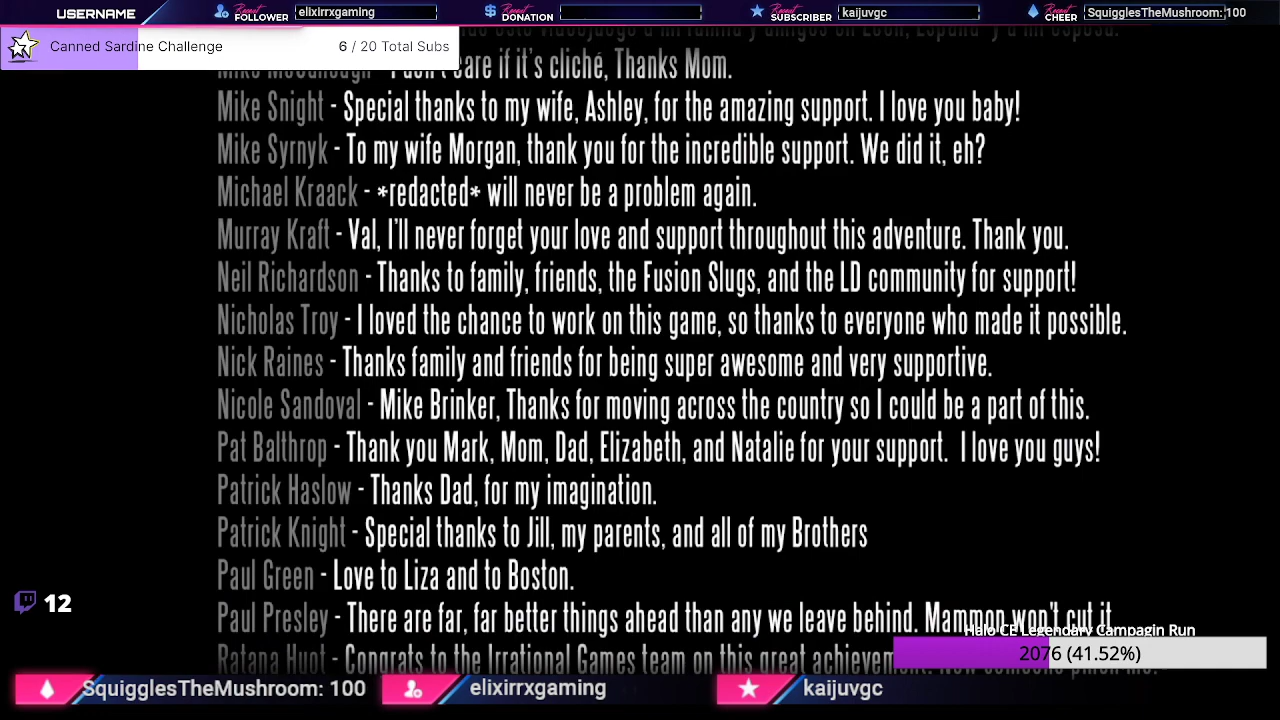 USERNAME
Recent FOLLOWER elixirrxgaming
Recent DONATION
Recent SUBSCRIBER kaijuvgc
Recent CHEER SquigglesTheMushroom: 100
Canned Sardine Challenge 6 / 20 Total Subs
care if it's cliché, Thanks Mom.
Mike Snight - Special thanks to my wife, Ashley, for the amazing support. I love you baby!
Mike Syrnyk - To my wife Morgan, thank you for the incredible support. We did it, eh?
Michael Kraack - *redacted* will never be a problem again.
Murray Kraft - Val, I'll never forget your love and support throughout this adventure. Thank you.
Neil Richardson - Thanks to family, friends, the Fusion Slugs, and the LD community for support!
Nicholas Troy - I loved the chance to work on this game, so thanks to everyone who made it possible.
Nick Raines - Thanks family and friends for being super awesome and very supportive.
Nicole Sandoval - Mike Brinker, Thanks for moving across the country so I could be a part of this.
Pat Balthrop - Thank you Mark, Mom, Dad, Elizabeth, and Natalie for your support. I love you guys!
Patrick Haslow - Thanks Dad, for my imagination.
Patrick Knight - Special thanks to Jill, my parents, and all of my Brothers
Paul Green - Love to Liza and to Boston.
12
Paul Presley - There are far, far better things ahead than any we leave behind. Mammon won't cut it
Halo CE Legendary Campagin Run
2076 (41.52%)
Ratana Huot - Congrats to the Irrational Games team on this great achievement.
SquigglesTheMushroom: 100
elixirrxgaming
kaijuvgc